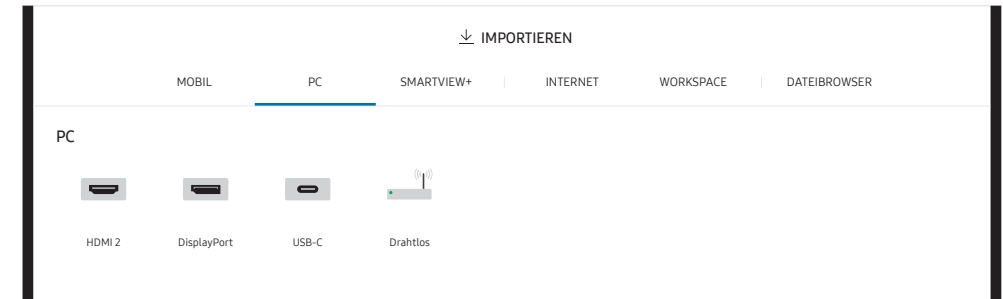 IMPORTIEREN
MOBIL PC SMARTVIEW+ INTERNET WORKSPACE DATEIBROWSER
PC
HDMI 2 DisplayPort USB-C Drahtlos